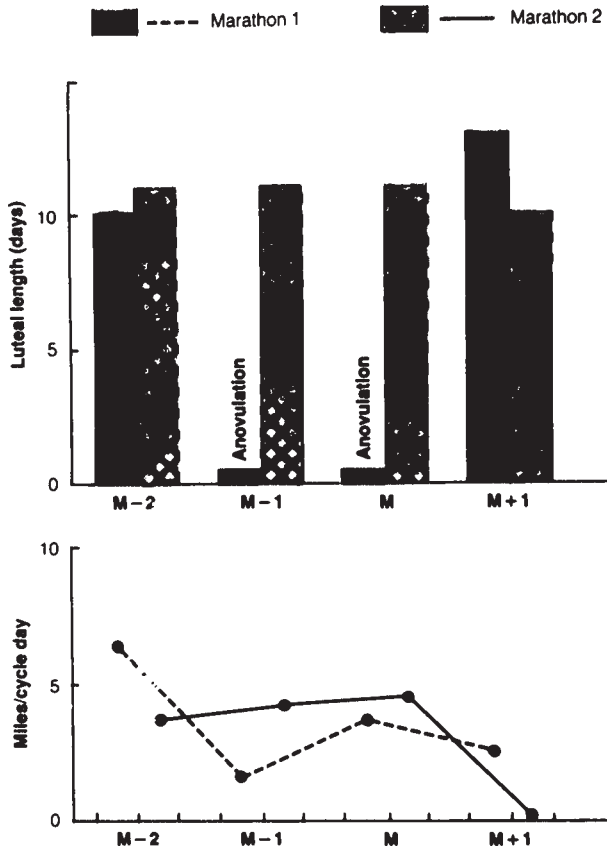 Marathon 1 Marathon 2
Luteal length (days)
10
5
0
Anovulation
Anovulation
M-2 M-1 M M+1
Miles/cycle day
10
5
0
M-2 M-1 M M+1